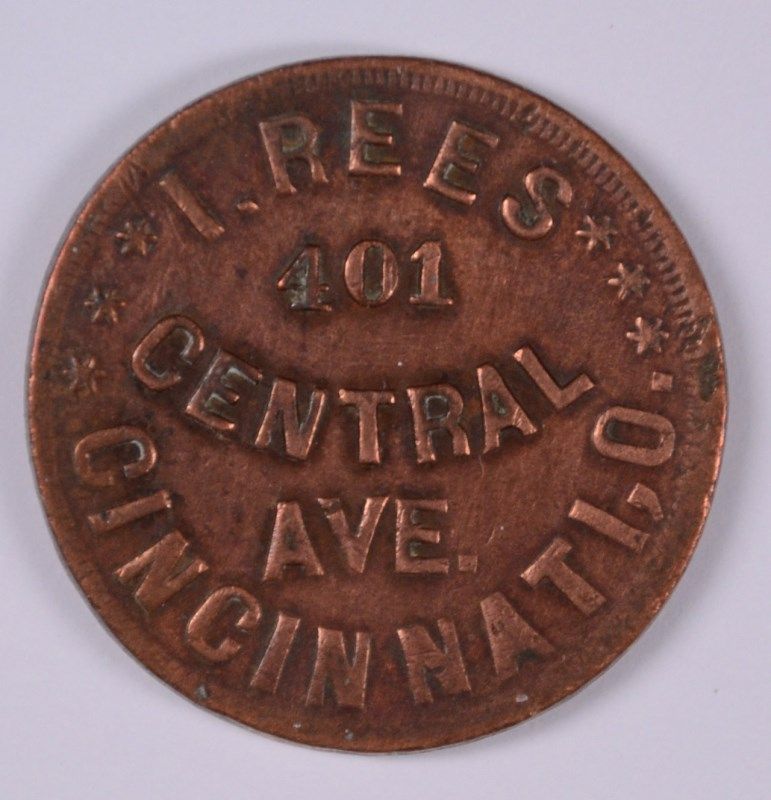 I. REES
401
CENTRAL
AVE.
CINCINNATI, O.